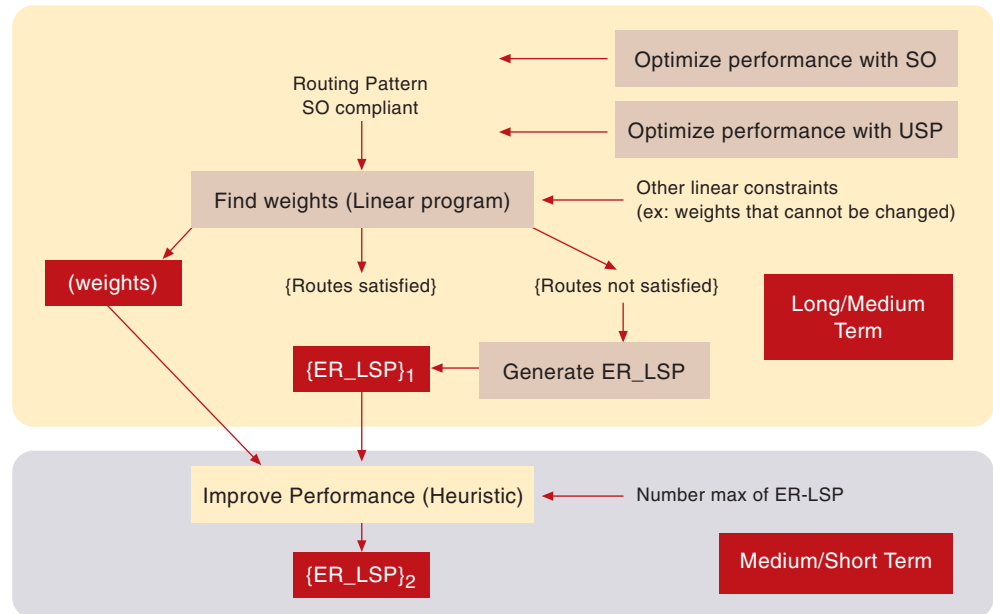 Optimize performance with SO
Routing Pattern
SO compliant
Optimize performance with USP
Find weights (Linear program)
Other linear constraints
(ex: weights that cannot be changed)
(weights)
{Routes satisfied}
{Routes not satisfied}
Long/Medium
Term
{ER_LSP}1
Generate ER_LSP
Improve Performance (Heuristic)
Number max of ER-LSP
{ER_LSP}2
Medium/Short Term